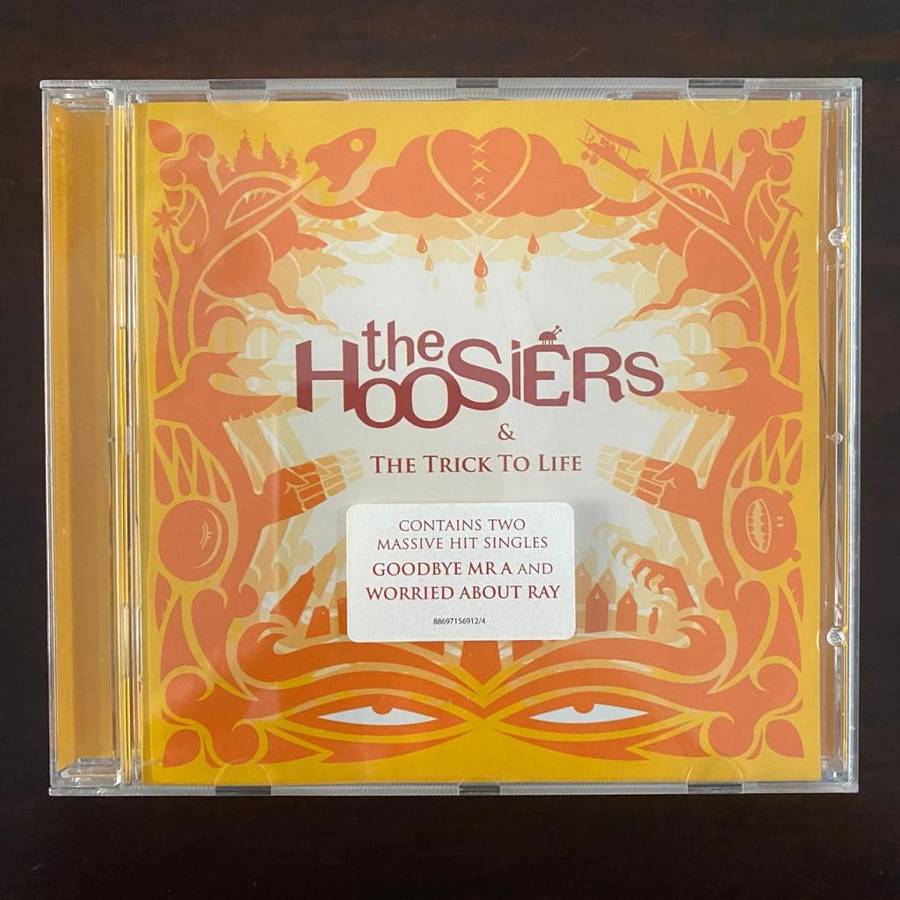 the
HOOSiERS
&
THE TRICK TO LIFE
CONTAINS TWO
MASSIVE HIT SINGLES
GOODBYE MR A AND
WORRIED ABOUT RAY
88697156912/4